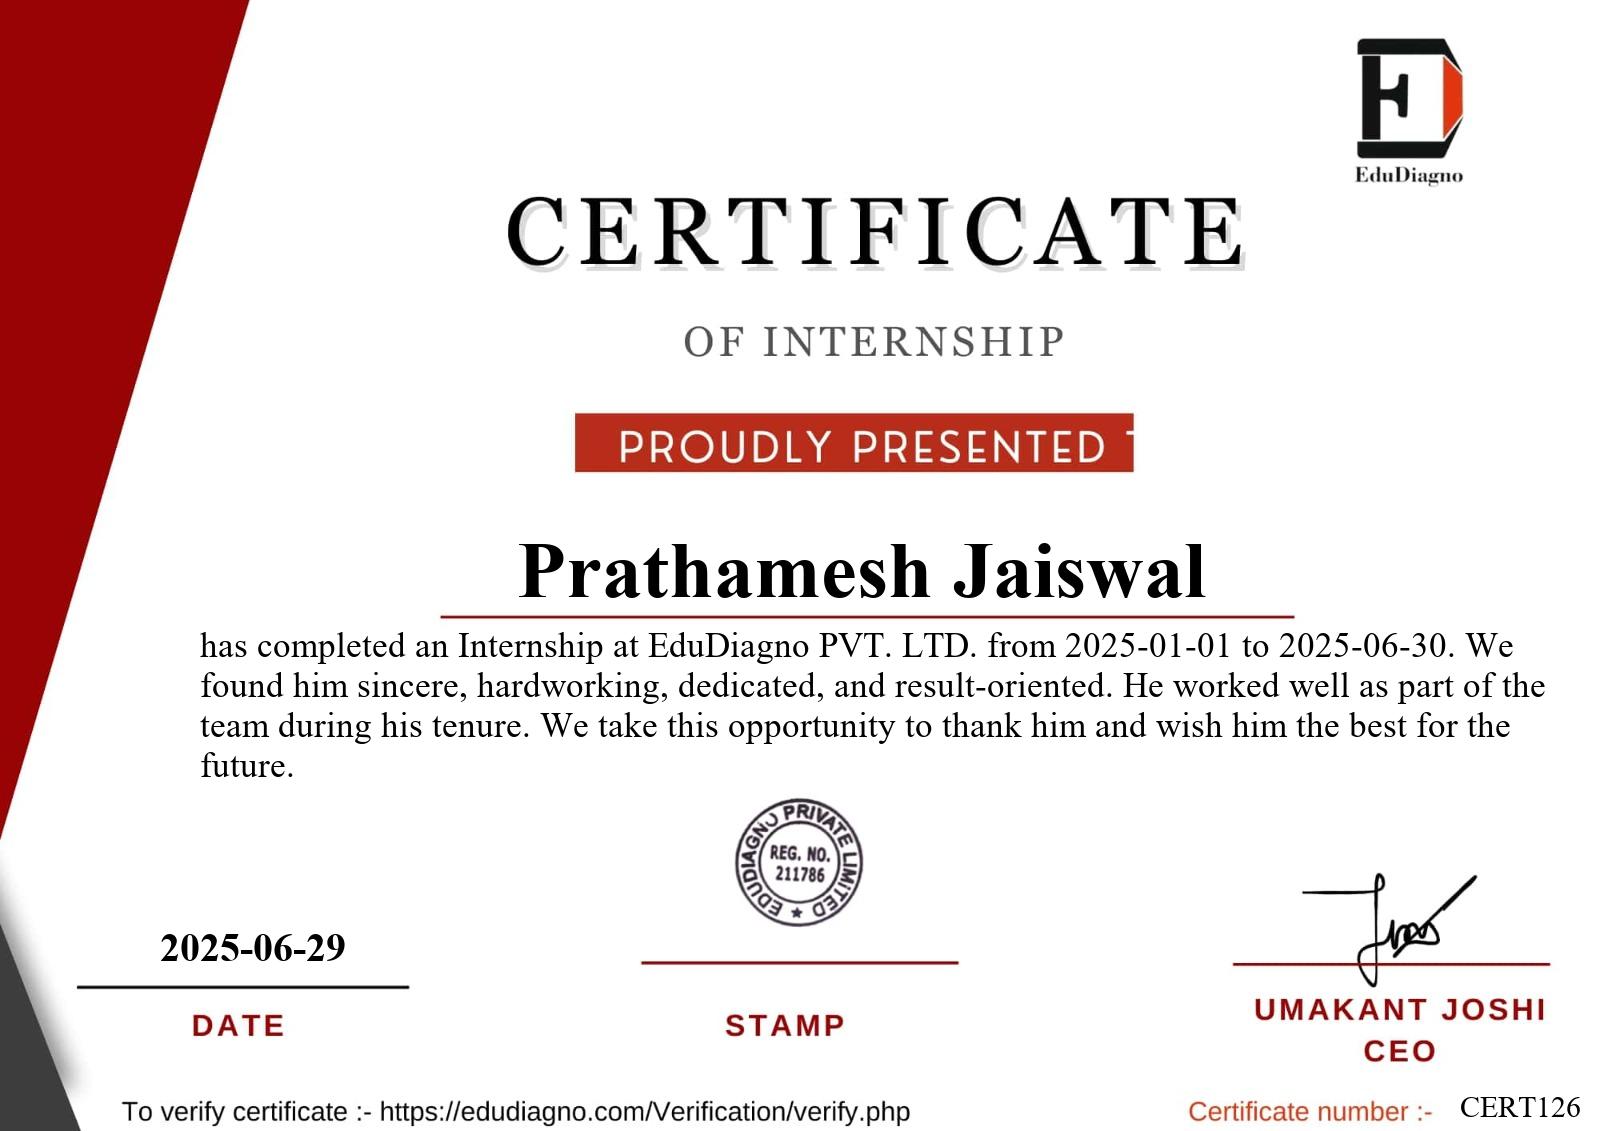 EduDiagno
CERTIFICATE
OF INTERNSHIP
PROUDLY PRESENTED T
Prathamesh Jaiswal
has completed an Internship at EduDiagno PVT. LTD. from 2025-01-01 to 2025-06-30. We
found him sincere, hardworking, dedicated, and result-oriented. He worked well as part of the
team during his tenure. We take this opportunity to thank him and wish him the best for the
future.
EDUDIAGNO PRIVATE LIMITED
REG. NO.
211786
2025-06-29
DATE
STAMP
UMAKANT JOSHI
CEO
To verify certificate :- https://edudiagno.com/Verification/verify.php
Certificate number :- CERT126